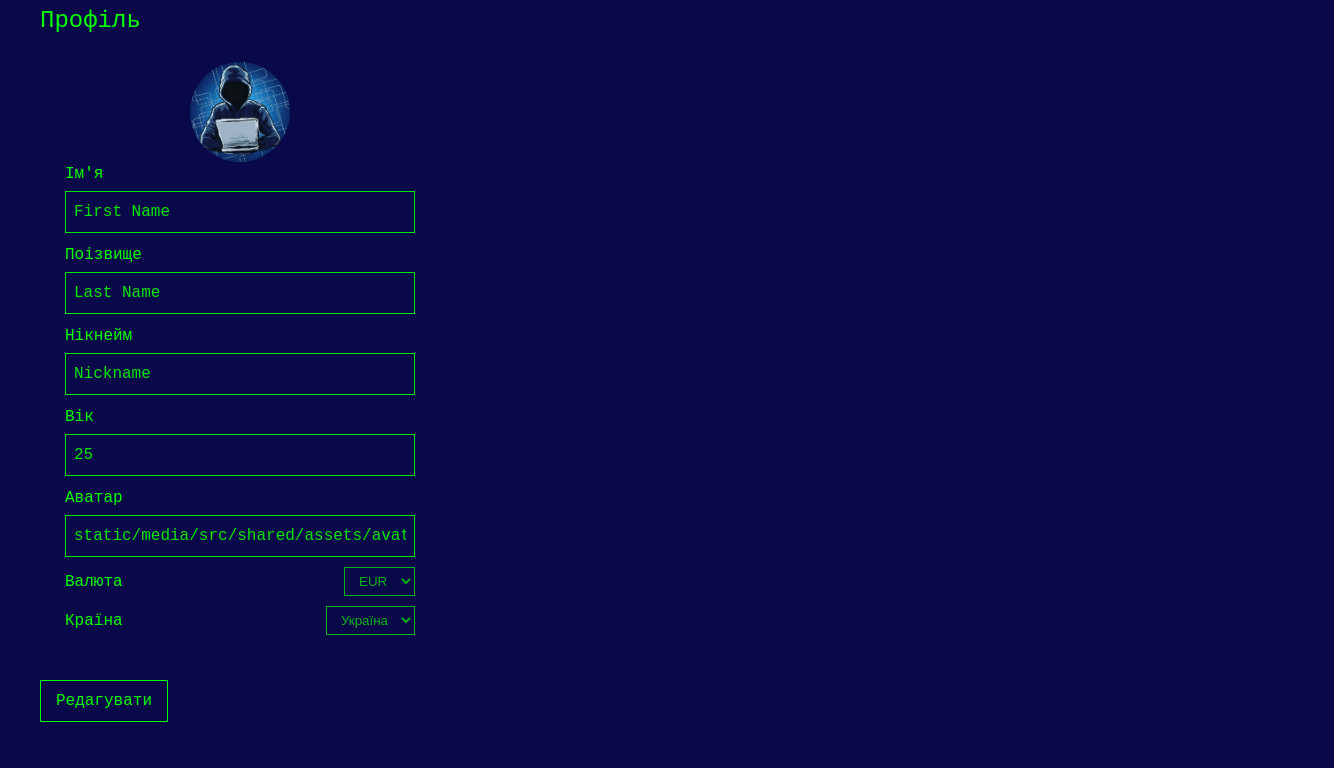 Профіль
Ім'я
First Name
Поізвище
Last Name
Нікнейм
Nickname
Вік
25
Аватар
static/media/src/shared/assets/avat
Валюта
EUR
Країна
Україна
Редагувати